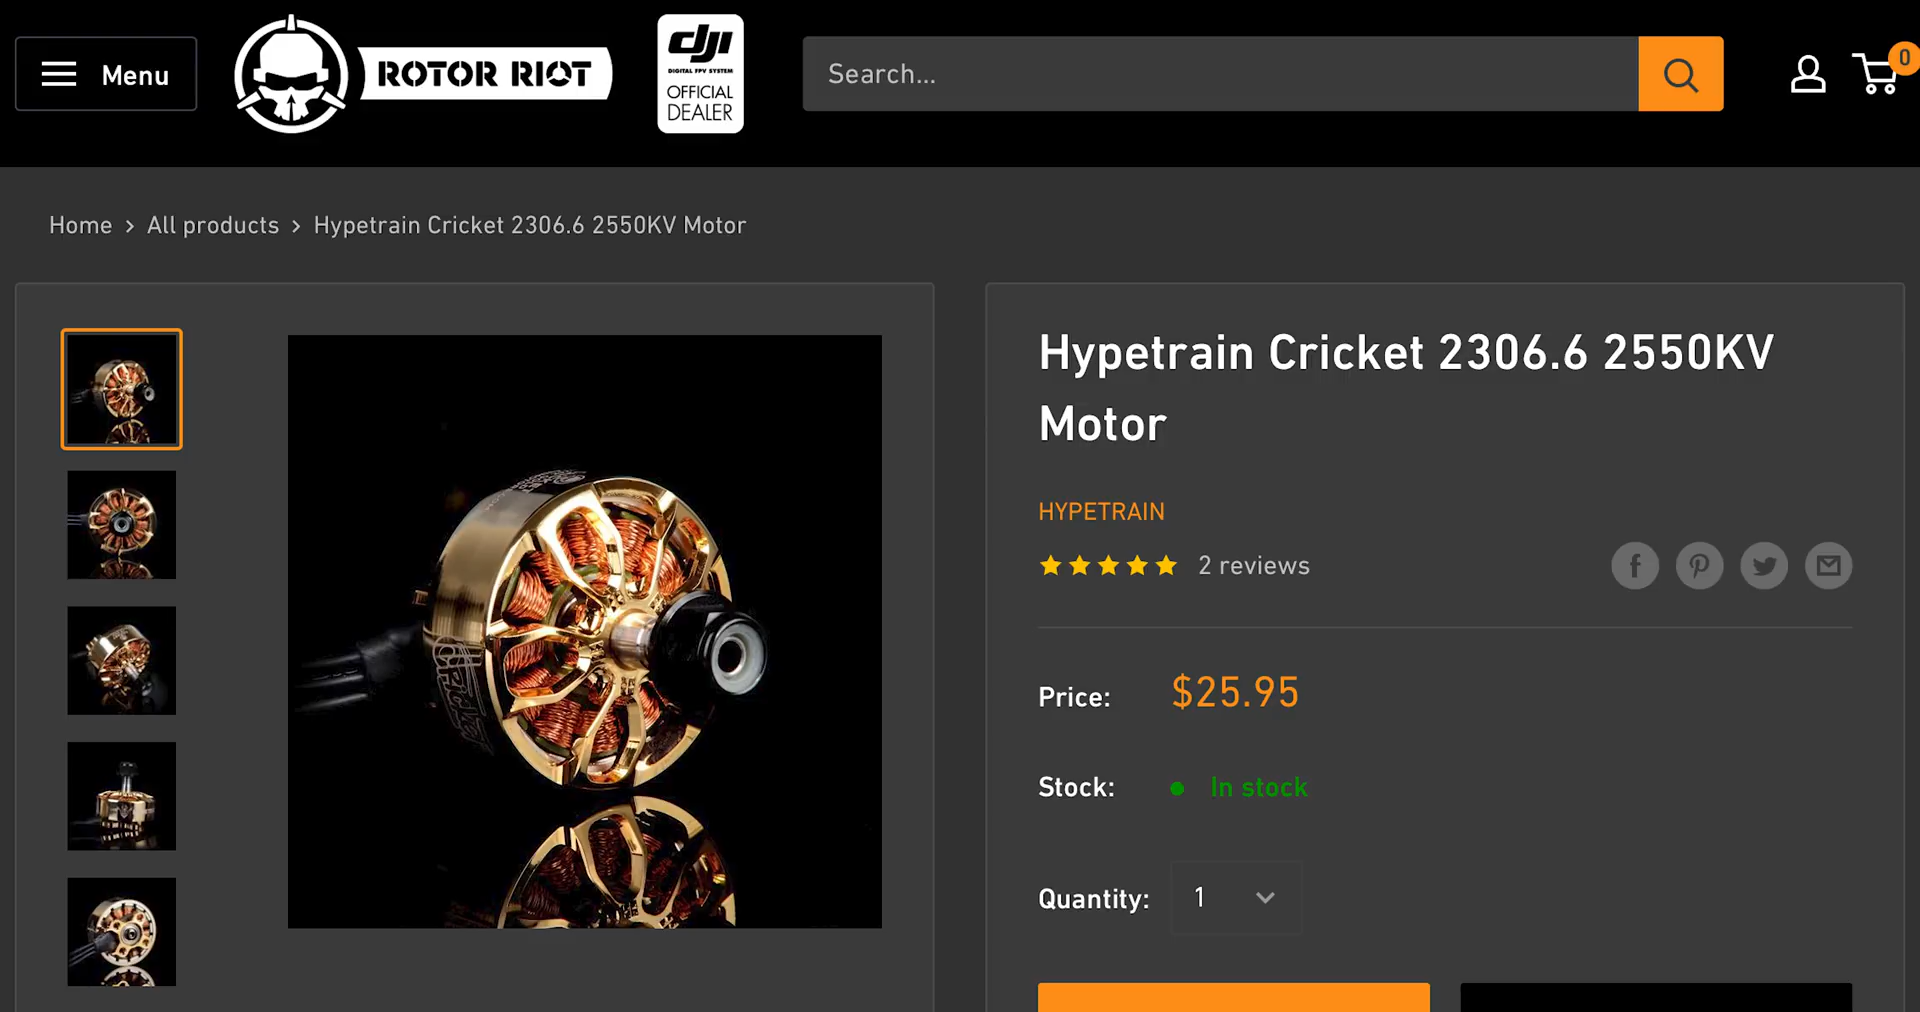 Menu
ROTOR RIOT
dji
DIGITAL FPV SYSTEM
OFFICIAL
DEALER
Search...
0
Home > All products > Hypetrain Cricket 2306.6 2550KV Motor
Hypetrain Cricket 2306.6 2550KV
Motor
HYPETRAIN
2 reviews
Price: $25.95
Stock: In stock
Quantity: 1